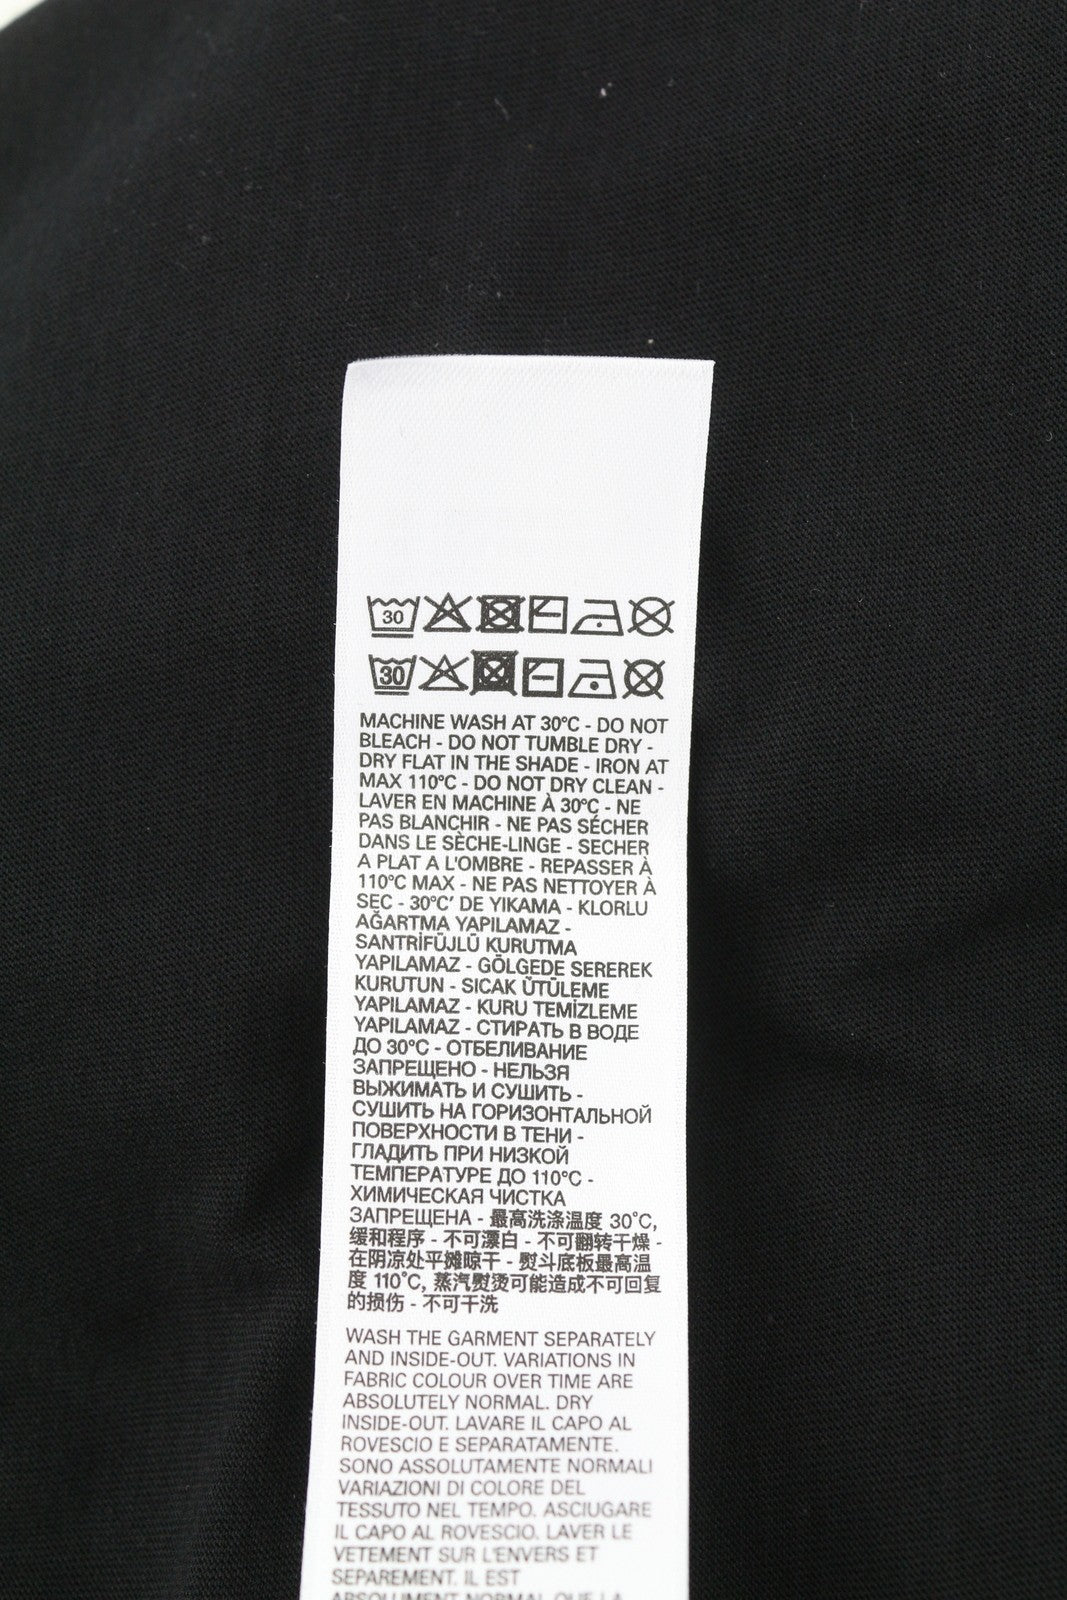 30
30
MACHINE WASH AT 30°C - DO NOT
BLEACH - DO NOT TUMBLE DRY -
DRY FLAT IN THE SHADE - IRON AT
MAX 110°C - DO NOT DRY CLEAN -
LAVER EN MACHINE À 30°C - NE
PAS BLANCHIR - NE PAS SÉCHER
DANS LE SÈCHE-LINGE - SECHER
A PLAT A L'OMBRE - REPASSER À
110°C MAX - NE PAS NETTOYER À
SEC - 30°C' DE YIKAMA - KLORLU
AĞARTMA YAPILAMAZ -
SANTRİFÜJLÜ KURUTMA
YAPILAMAZ - GÖLGEDE SEREREK
KURUTUN - SICAK ÜTÜLEME
YAPILAMAZ - KURU TEMİZLEME
YAPILAMAZ - СТИРАТЬ В ВОДЕ
ДО 30°C - ОТБЕЛИВАНИЕ
ЗАПРЕЩЕНО - НЕЛЬЗЯ
ВЫЖИМАТЬ И СУШИТЬ -
СУШИТЬ НА ГОРИЗОНТАЛЬНОЙ
ПОВЕРХНОСТИ В ТЕНИ -
ГЛАДИТЬ ПРИ НИЗКОЙ
ТЕМПЕРАТУРЕ ДО 110°C -
ХИМИЧЕСКАЯ ЧИСТКА
ЗАПРЕЩЕНА - 最高洗涤温度 30°C,
缓和程序 - 不可漂白 - 不可翻转干燥 -
在阴凉处平摊晾干 - 熨斗底板最高温
度 110°C, 蒸汽熨烫可能造成不可回复
的损伤 - 不可干洗
WASH THE GARMENT SEPARATELY
AND INSIDE-OUT. VARIATIONS IN
FABRIC COLOUR OVER TIME ARE
ABSOLUTELY NORMAL. DRY
INSIDE-OUT. LAVARE IL CAPO AL
ROVESCIO E SEPARATAMENTE.
SONO ASSOLUTAMENTE NORMALI
VARIAZIONI DI COLORE DEL
TESSUTO NEL TEMPO. ASCIUGARE
IL CAPO AL ROVESCIO. LAVER LE
VETEMENT SUR L'ENVERS ET
SEPAREMENT. IL EST
ABSOLUMENT NORMAL QUE LA